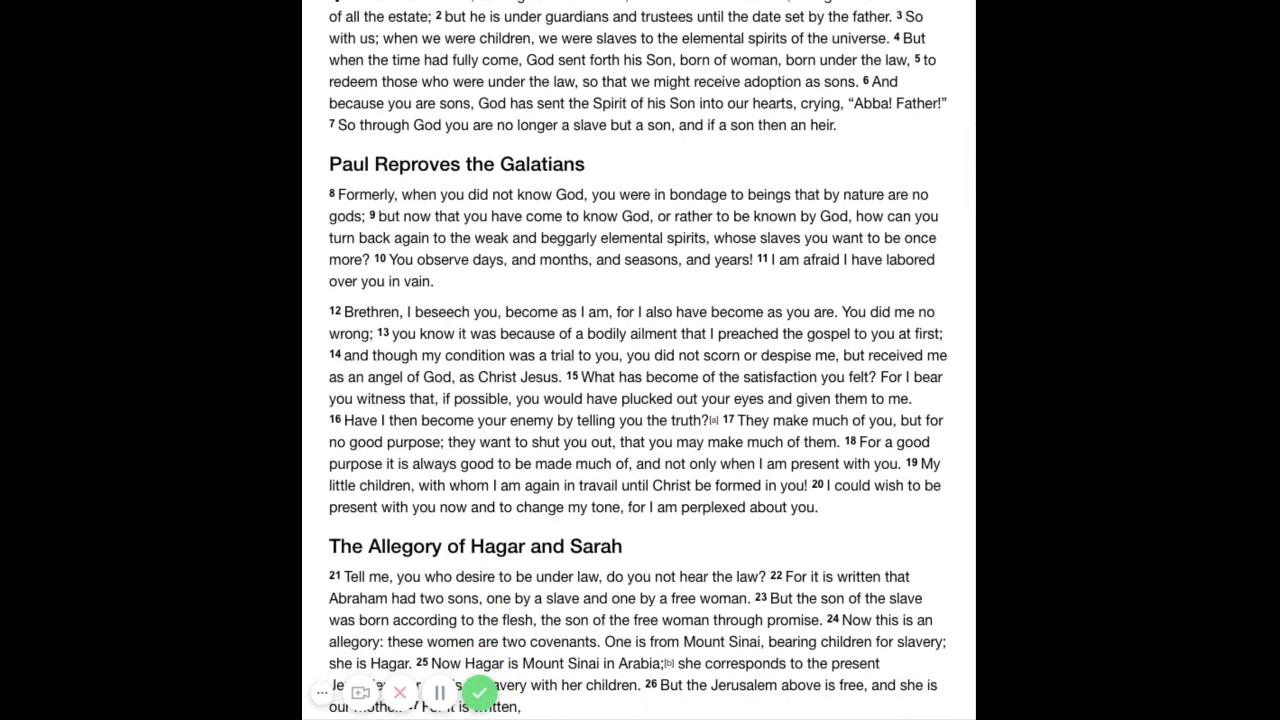 of all the estate; 2 but he is under guardians and trustees until the date set by the father. 3 So
with us; when we were children, we were slaves to the elemental spirits of the universe. 4 But
when the time had fully come, God sent forth his Son, born of woman, born under the law, 5 to
redeem those who were under the law, so that we might receive adoption as sons. 6 And
because you are sons, God has sent the Spirit of his Son into our hearts, crying, “Abba! Father!”
7 So through God you are no longer a slave but a son, and if a son then an heir.
Paul Reproves the Galatians
8 Formerly, when you did not know God, you were in bondage to beings that by nature are no
gods; 9 but now that you have come to know God, or rather to be known by God, how can you
turn back again to the weak and beggarly elemental spirits, whose slaves you want to be once
more? 10 You observe days, and months, and seasons, and years! 11 I am afraid I have labored
over you in vain.
12 Brethren, I beseech you, become as I am, for I also have become as you are. You did me no
wrong; 13 you know it was because of a bodily ailment that I preached the gospel to you at first;
14 and though my condition was a trial to you, you did not scorn or despise me, but received me
as an angel of God, as Christ Jesus. 15 What has become of the satisfaction you felt? For I bear
you witness that, if possible, you would have plucked out your eyes and given them to me.
16 Have I then become your enemy by telling you the truth?[a] 17 They make much of you, but for
no good purpose; they want to shut you out, that you may make much of them. 18 For a good
purpose it is always good to be made much of, and not only when I am present with you. 19 My
little children, with whom I am again in travail until Christ be formed in you! 20 I could wish to be
present with you now and to change my tone, for I am perplexed about you.
The Allegory of Hagar and Sarah
21 Tell me, you who desire to be under law, do you not hear the law? 22 For it is written that
Abraham had two sons, one by a slave and one by a free woman. 23 But the son of the slave
was born according to the flesh, the son of the free woman through promise. 24 Now this is an
allegory: these women are two covenants. One is from Mount Sinai, bearing children for slavery;
she is Hagar. 25 Now Hagar is Mount Sinai in Arabia;[b] she corresponds to the present
with her children. 26 But the Jerusalem above is free, and she is
our it is written,